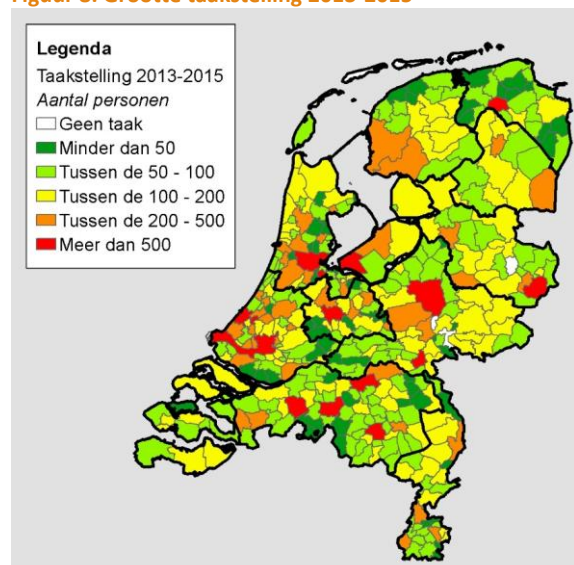 Legenda
Taakstelling 2013-2015
Aantal personen
Geen taak
Minder dan 50
Tussen de 50 - 100
Tussen de 100 - 200
Tussen de 200 - 500
Meer dan 500